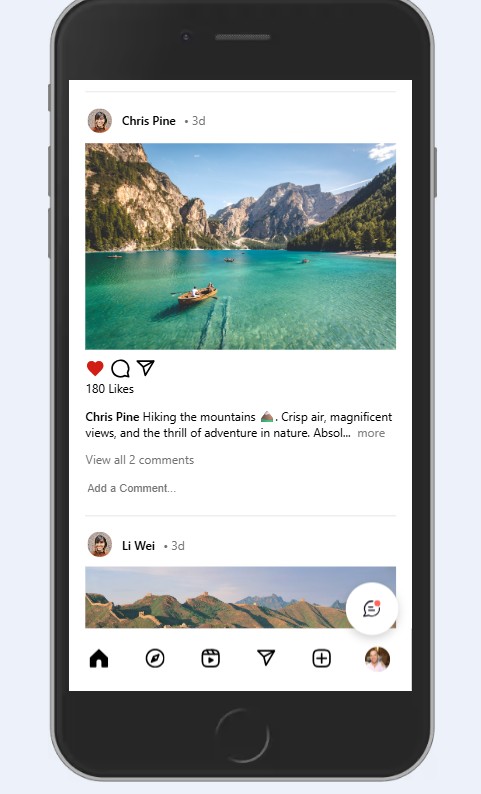 Chris Pine • 3d
180 Likes
Chris Pine Hiking the mountains ⛰️. Crisp air, magnificent
views, and the thrill of adventure in nature. Absol... more
View all 2 comments
Add a Comment...
Li Wei • 3d